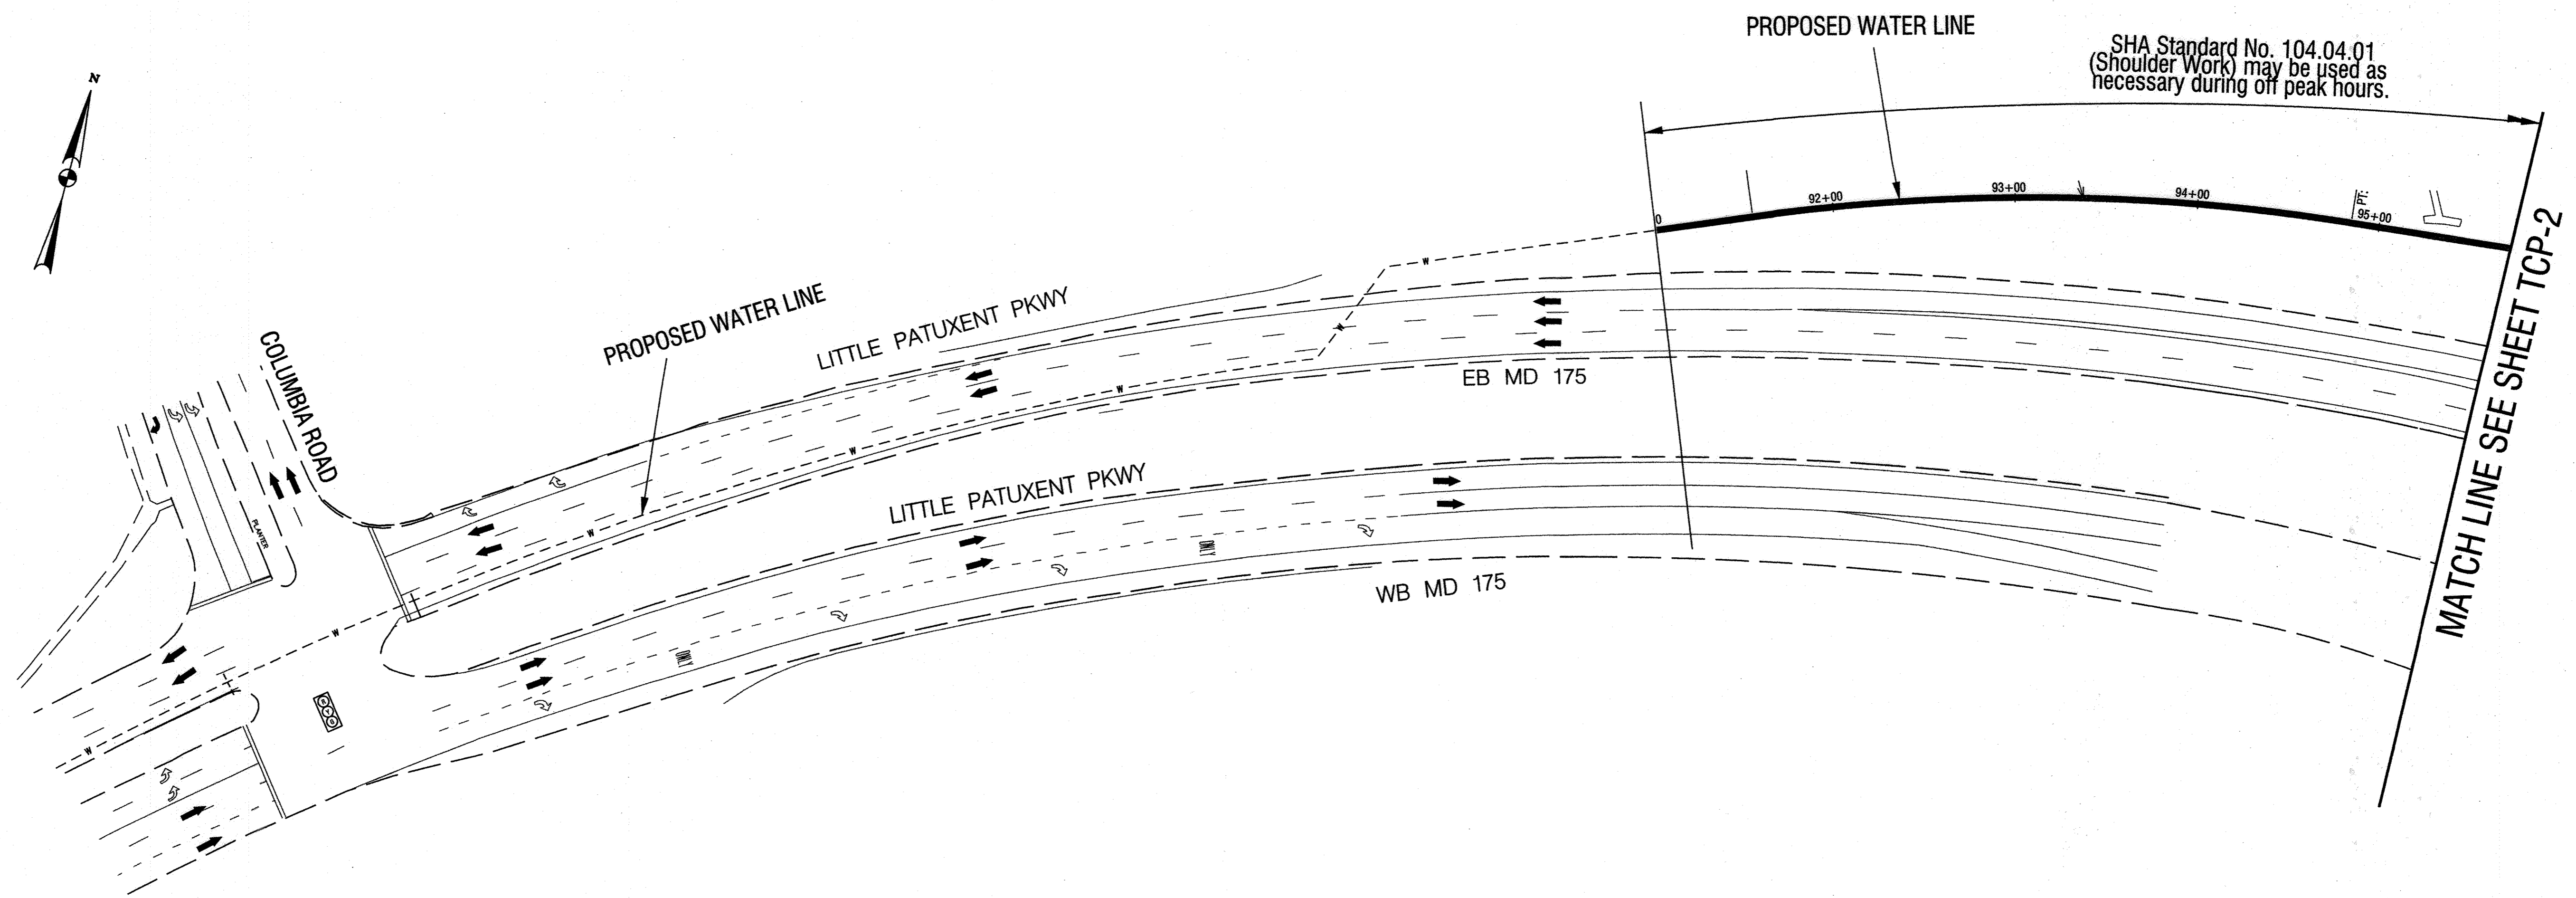 PROPOSED WATER LINE
SHA Standard No. 104.04.01
(Shoulder Work) may be used as
necessary during off peak hours.
N
0
92+00
93+00
94+00
PT:
95+00
W
W
W
W
W
W
W
PROPOSED WATER LINE
LITTLE PATUXENT PKWY
EB MD 175
COLUMBIA ROAD
PLANTER
LITTLE PATUXENT PKWY
ONLY
ONLY
WB MD 175
R
Y
G
MATCH LINE SEE SHEET TCP-2